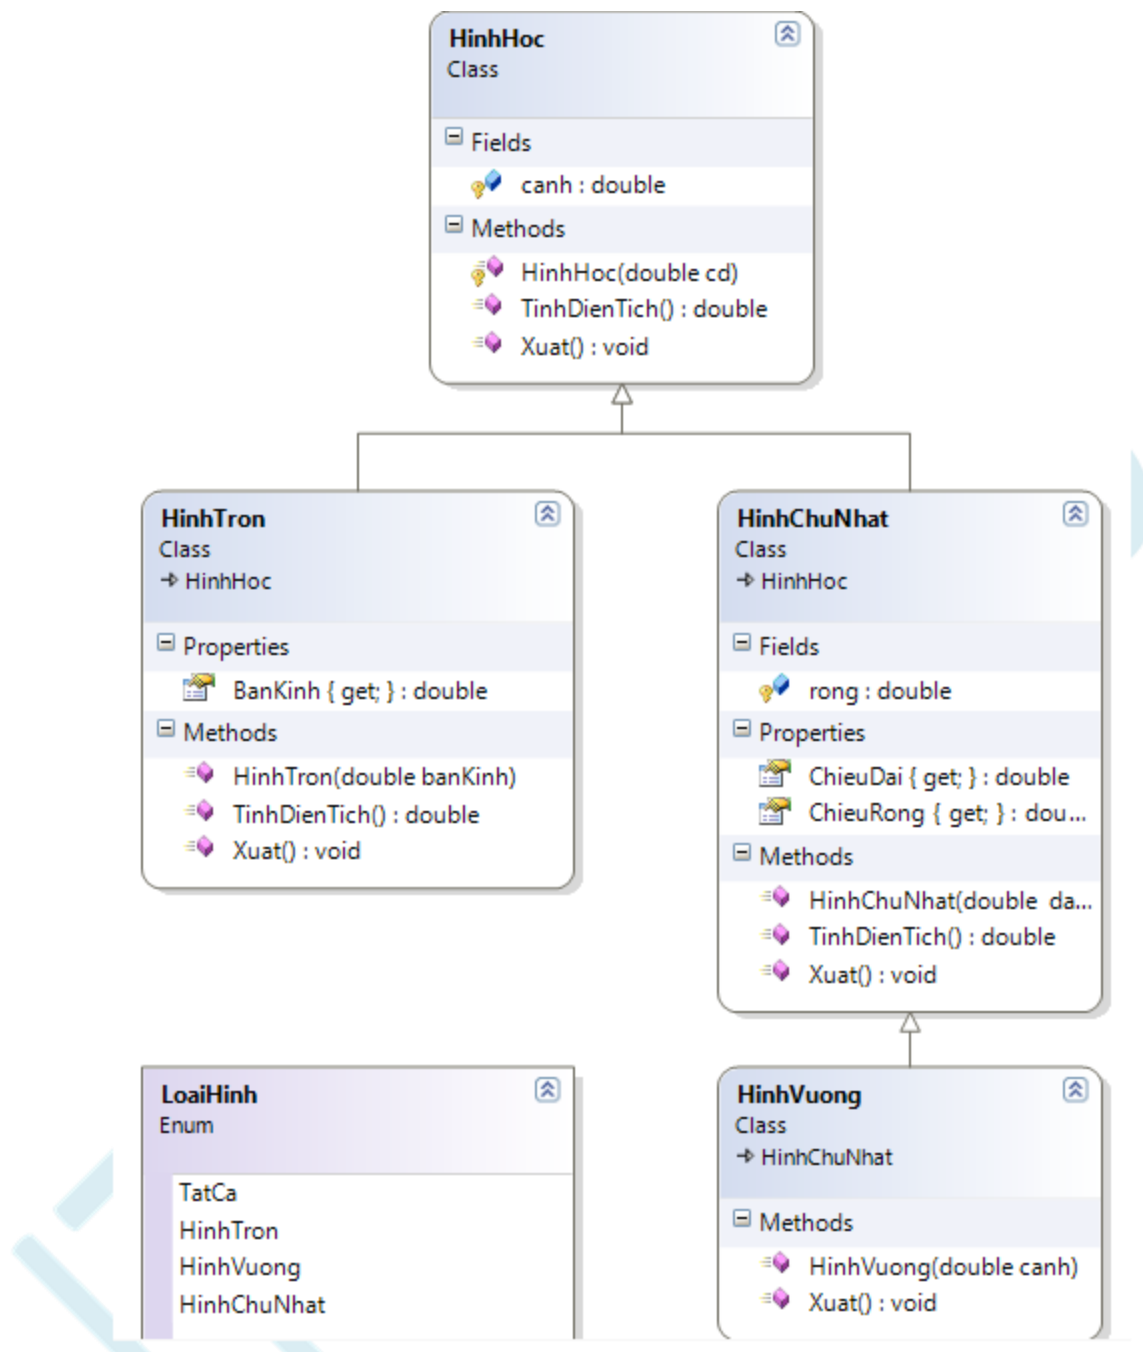 HinhHoc
Class
Fields
canh : double
Methods
HinhHoc(double cd)
TinhDienTich() : double
Xuat() : void
HinhTron
Class
HinhHoc
Properties
BanKinh { get; } : double
Methods
HinhTron(double banKinh)
TinhDienTich() : double
Xuat() : void
HinhChuNhat
Class
HinhHoc
Fields
rong : double
Properties
ChieuDai { get; } : double
ChieuRong { get; } : dou...
Methods
HinhChuNhat(double da...
TinhDienTich() : double
Xuat() : void
LoaiHinh
Enum
TatCa
HinhTron
HinhVuong
HinhChuNhat
HinhVuong
Class
HinhChuNhat
Methods
HinhVuong(double canh)
Xuat() : void